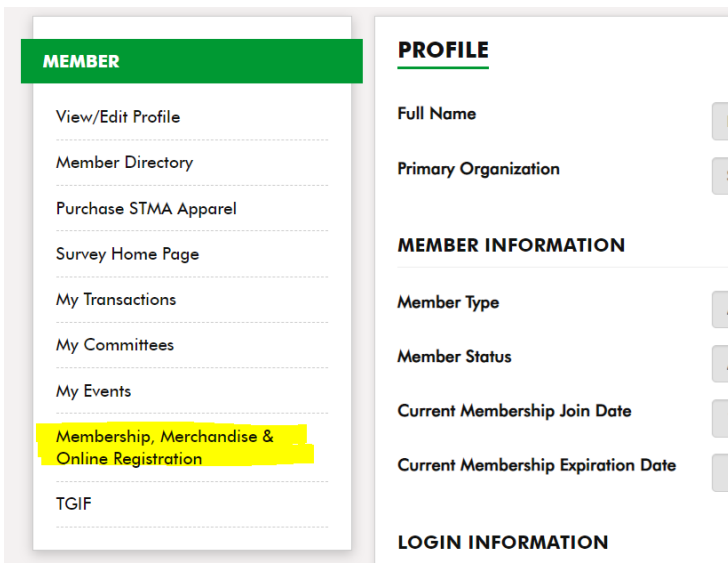 MEMBER
View/Edit Profile
Member Directory
Purchase STMA Apparel
Survey Home Page
My Transactions
My Committees
My Events
Membership, Merchandise &
Online Registration
TGIF
PROFILE
Full Name
Primary Organization
MEMBER INFORMATION
Member Type
Member Status
Current Membership Join Date
Current Membership Expiration Date
LOGIN INFORMATION